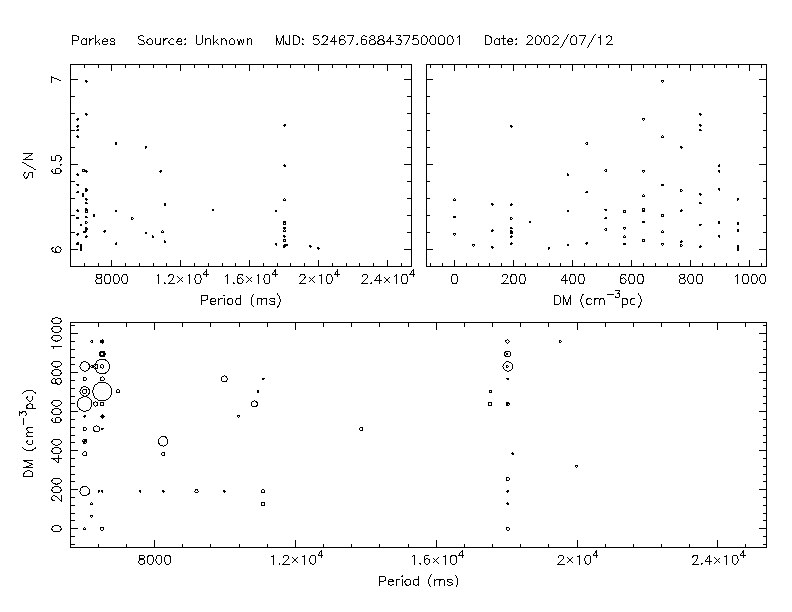 Parkes Source: Unknown MJD: 52467.688437500001 Date: 2002/07/12
7
6.5
6
S/N
8000 1.2×10⁴ 1.6×10⁴ 2×10⁴ 2.4×10⁴
Period (ms)
0 200 400 600 800 1000
DM (cm⁻³pc)
1000
800
600
400
200
0
DM (cm⁻³pc)
8000 1.2×10⁴ 1.6×10⁴ 2×10⁴ 2.4×10⁴
Period (ms)